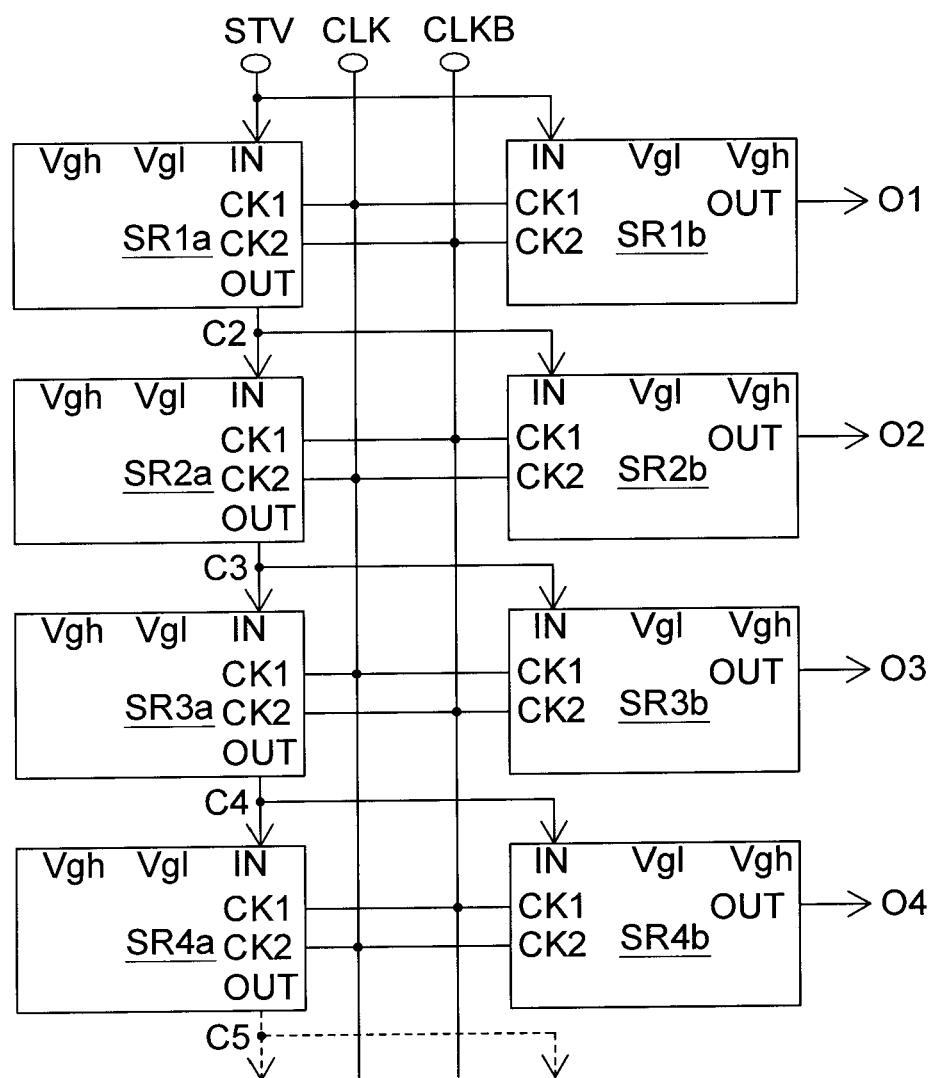 STV CLK CLKB
Vgh Vgl IN
CK1
SR1a CK2
OUT
IN Vgl Vgh
CK1 OUT
CK2 SR1b
O1
C2
Vgh Vgl IN
CK1
SR2a CK2
OUT
IN Vgl Vgh
CK1 OUT
CK2 SR2b
O2
C3
Vgh Vgl IN
CK1
SR3a CK2
OUT
IN Vgl Vgh
CK1 OUT
CK2 SR3b
O3
C4
Vgh Vgl IN
CK1
SR4a CK2
OUT
IN Vgl Vgh
CK1 OUT
CK2 SR4b
O4
C5